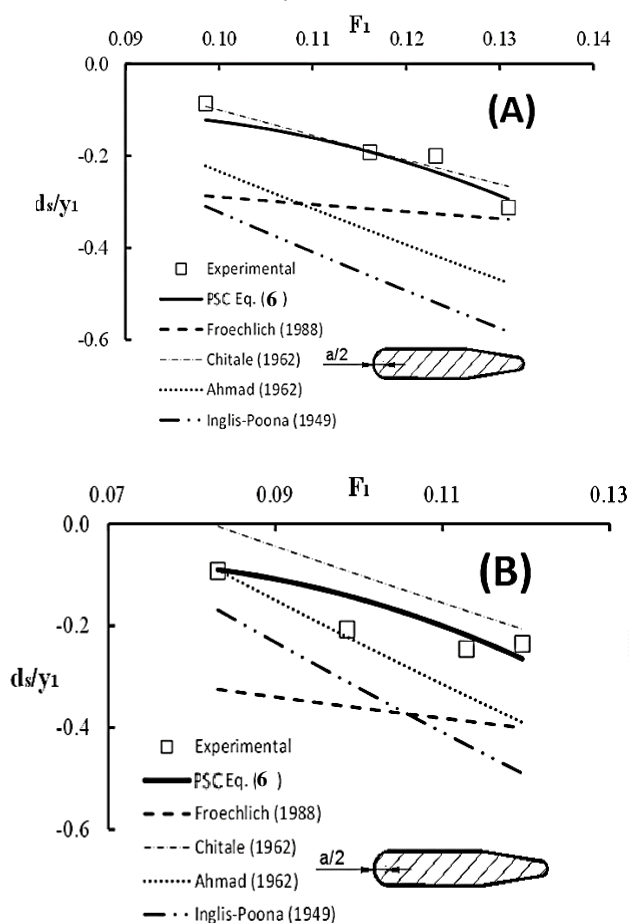 F1
0.09 0.10 0.11 0.12 0.13 0.14
0.0
(A)
-0.2
ds/y1
-0.4
Experimental
PSC Eq. (6)
-0.6
Froechlich (1988)
Chitale (1962)
a/2
Ahmad (1962)
Inglis-Poona (1949)
0.07 0.09 F1 0.11 0.13
0.0
(B)
-0.2
ds/y1
-0.4
Experimental
PSC Eq. (6 )
-0.6
Froechlich (1988)
Chitale (1962)
a/2
Ahmad (1962)
Inglis-Poona (1949)